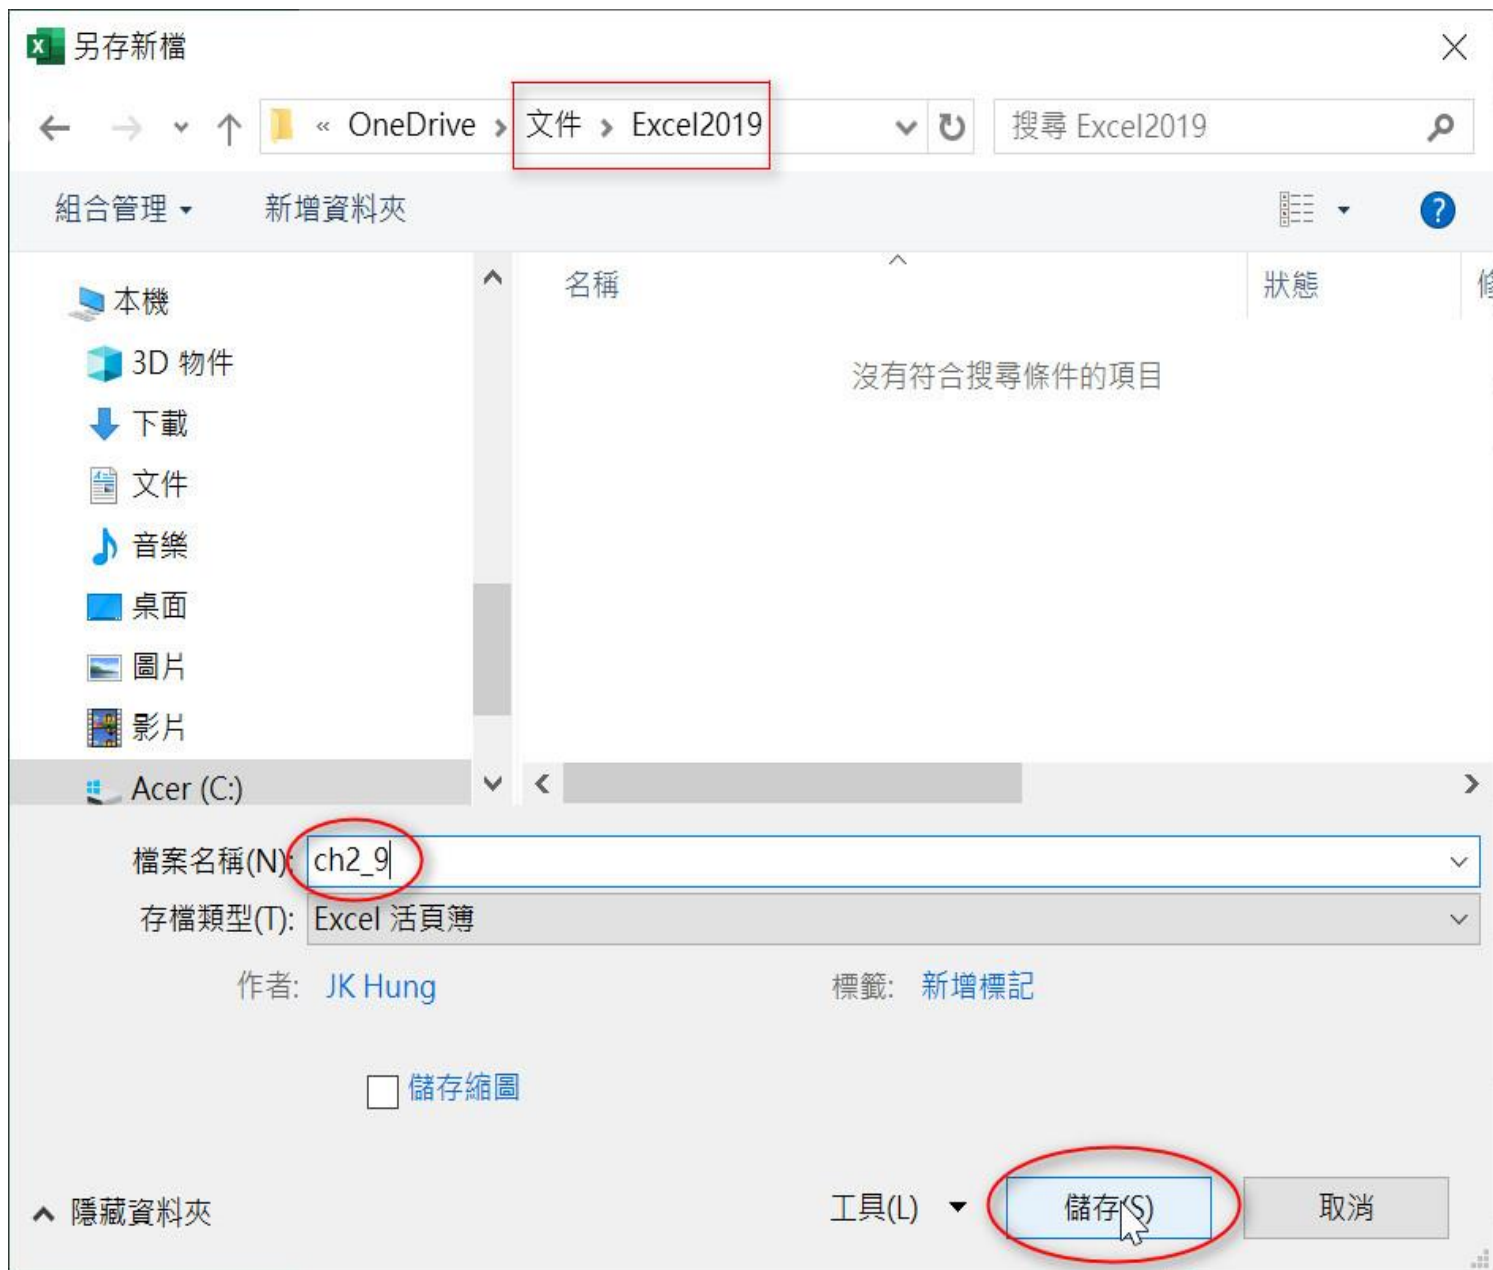 另存新檔
« OneDrive › 文件 › Excel2019
搜尋 Excel2019
組合管理
新增資料夾
名稱
狀態
本機
3D 物件
下載
文件
音樂
桌面
圖片
影片
Acer (C:)
沒有符合搜尋條件的項目
檔案名稱(N): ch2_9
存檔類型(T): Excel 活頁簿
作者: JK Hung
標籤: 新增標記
儲存縮圖
隱藏資料夾
工具(L)
儲存(S)
取消